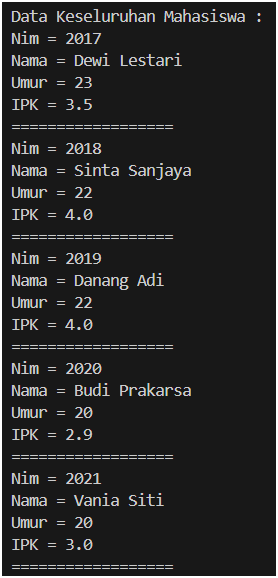 Data Keseluruhan Mahasiswa :
Nim = 2017
Nama = Dewi Lestari
Umur = 23
IPK = 3.5
==================
Nim = 2018
Nama = Sinta Sanjaya
Umur = 22
IPK = 4.0
==================
Nim = 2019
Nama = Danang Adi
Umur = 22
IPK = 4.0
==================
Nim = 2020
Nama = Budi Prakarsa
Umur = 20
IPK = 2.9
==================
Nim = 2021
Nama = Vania Siti
Umur = 20
IPK = 3.0
==================